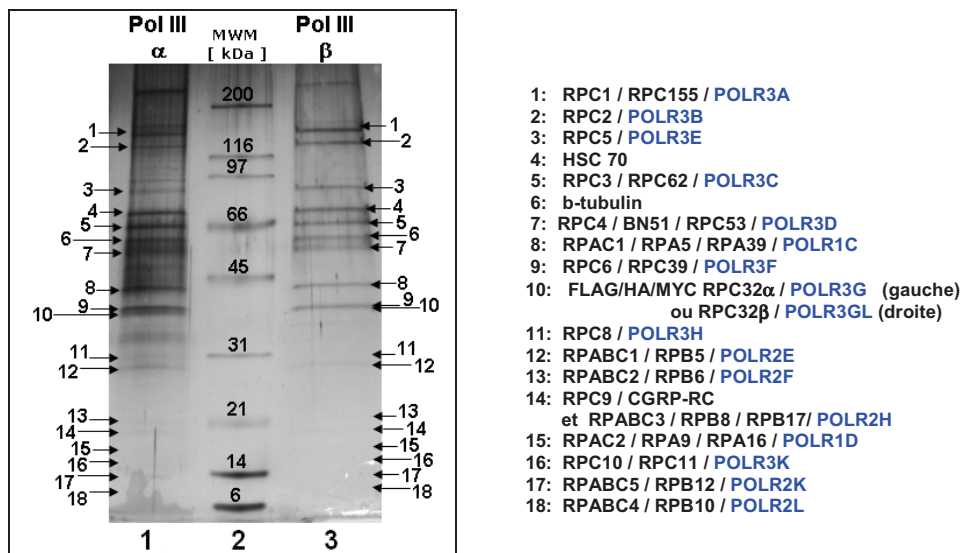 Pol III MWM Pol III
α [ kDa ] β
200
1 1
2 116 2
97
3 3
4 66 4
5 5
6 6
7 7
45
8 8
9 9
10 10
31
11 11
12 12
21
13 13
14 14
15 15
16 14 16
17 17
18 6 18
1 2 3
1: RPC1 / RPC155 / POLR3A
2: RPC2 / POLR3B
3: RPC5 / POLR3E
4: HSC 70
5: RPC3 / RPC62 / POLR3C
6: b-tubulin
7: RPC4 / BN51 / RPC53 / POLR3D
8: RPAC1 / RPA5 / RPA39 / POLR1C
9: RPC6 / RPC39 / POLR3F
10: FLAG/HA/MYC RPC32α / POLR3G (gauche)
ou RPC32β / POLR3GL (droite)
11: RPC8 / POLR3H
12: RPABC1 / RPB5 / POLR2E
13: RPABC2 / RPB6 / POLR2F
14: RPC9 / CGRP-RC
et RPABC3 / RPB8 / RPB17/ POLR2H
15: RPAC2 / RPA9 / RPA16 / POLR1D
16: RPC10 / RPC11 / POLR3K
17: RPABC5 / RPB12 / POLR2K
18: RPABC4 / RPB10 / POLR2L